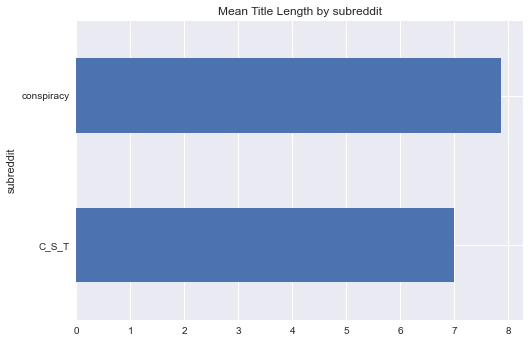 Mean Title Length by subreddit
conspiracy
subreddit
C_S_T
0 1 2 3 4 5 6 7 8